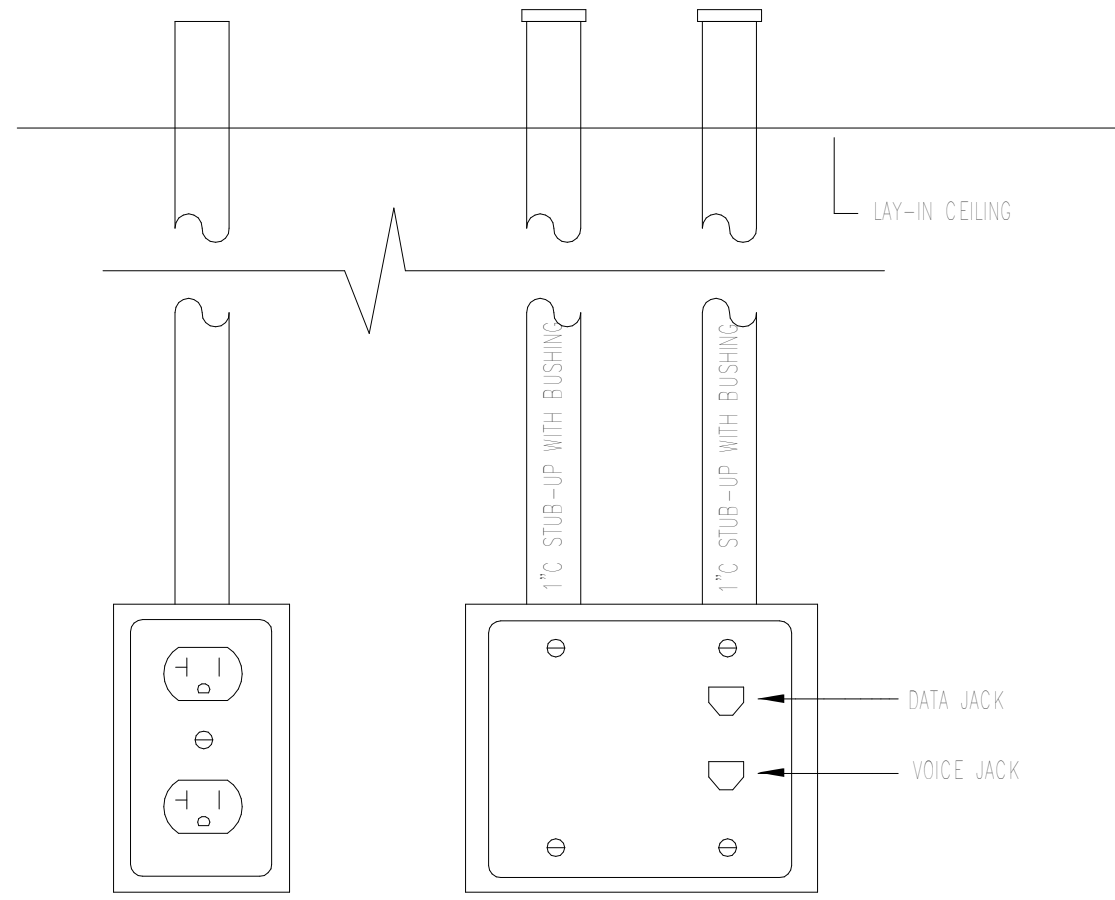 LAY-IN CEILING
1"C STUB-UP WITH BUSHING
1"C STUB-UP WITH BUSHING
DATA JACK
VOICE JACK